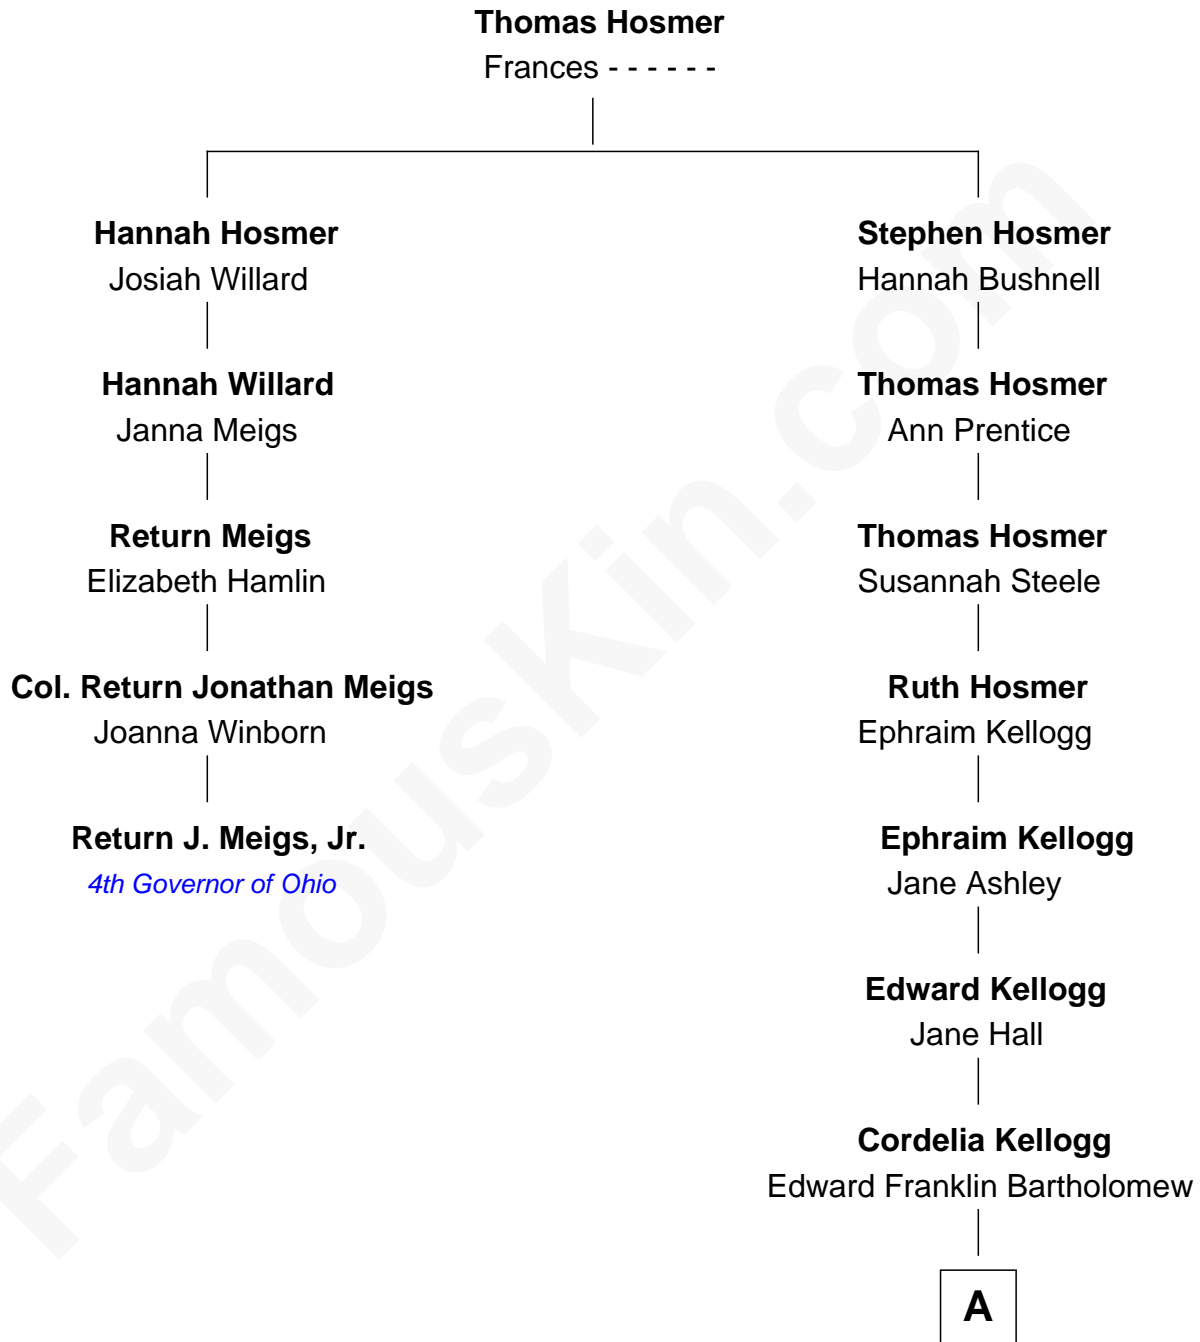 Thomas Hosmer
Frances - - - - - -
Hannah Hosmer
Josiah Willard
Stephen Hosmer
Hannah Bushnell
Hannah Willard
Janna Meigs
Thomas Hosmer
Ann Prentice
Return Meigs
Elizabeth Hamlin
Thomas Hosmer
Susannah Steele
Col. Return Jonathan Meigs
Joanna Winborn
Ruth Hosmer
Ephraim Kellogg
Return J. Meigs, Jr.
4th Governor of Ohio
Ephraim Kellogg
Jane Ashley
Edward Kellogg
Jane Hall
Cordelia Kellogg
Edward Franklin Bartholomew
A
FamousKin.com